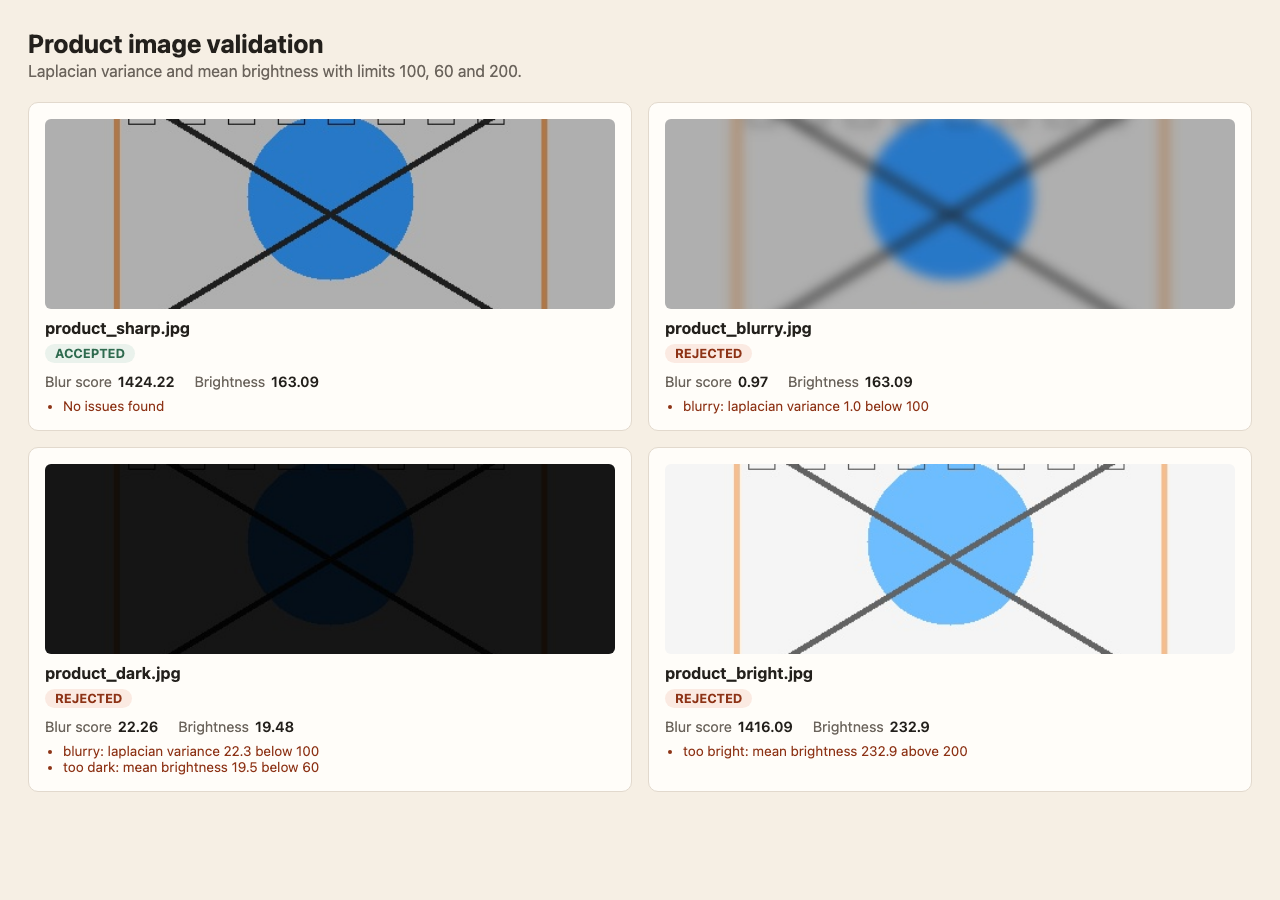 Product image validation
Laplacian variance and mean brightness with limits 100, 60 and 200.
product_sharp.jpg
ACCEPTED
Blur score 1424.22 Brightness 163.09
• No issues found
product_blurry.jpg
REJECTED
Blur score 0.97 Brightness 163.09
• blurry: laplacian variance 1.0 below 100
product_dark.jpg
REJECTED
Blur score 22.26 Brightness 19.48
• blurry: laplacian variance 22.3 below 100
• too dark: mean brightness 19.5 below 60
product_bright.jpg
REJECTED
Blur score 1416.09 Brightness 232.9
• too bright: mean brightness 232.9 above 200